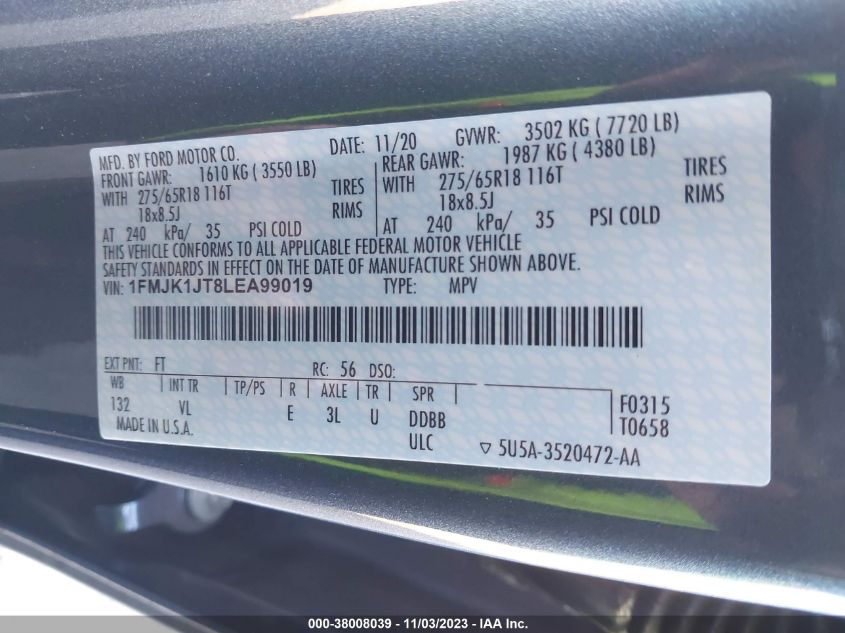 MFD. BY FORD MOTOR CO. DATE: 11/20 GVWR: 3502 KG ( 7720 LB)
FRONT GAWR: 1610 KG ( 3550 LB) REAR GAWR: 1987 KG ( 4380 LB)
WITH 275/65R18 116T TIRES WITH 275/65R18 116T TIRES
18x8.5J RIMS 18x8.5J RIMS
AT 240 kPa/ 35 PSI COLD AT 240 kPa/ 35 PSI COLD
THIS VEHICLE CONFORMS TO ALL APPLICABLE FEDERAL MOTOR VEHICLE
SAFETY STANDARDS IN EFFECT ON THE DATE OF MANUFACTURE SHOWN ABOVE.
VIN: 1FMJK1JT8LEA99019 TYPE: MPV
EXT PNT: FT RC: 56 DSO:
WB INT TR TP/PS R AXLE TR SPR
132 VL E 3L U DDBB F0315
MADE IN U.S.A. ULC T0658
5U5A-3520472-AA
000-38008039 - 11/03/2023 - IAA Inc.